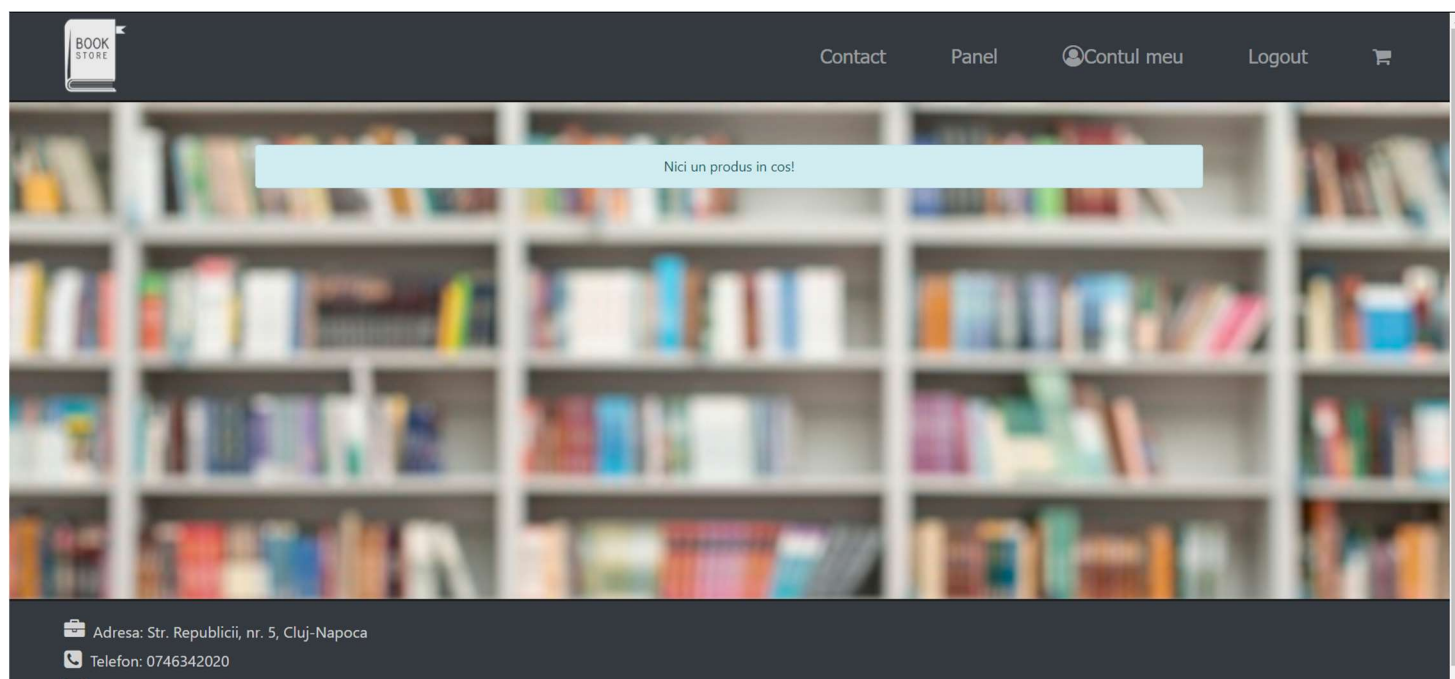 BOOK
STORE
Contact Panel Contul meu Logout
Nici un produs in cos!
Adresa: Str. Republicii, nr. 5, Cluj-Napoca
Telefon: 0746342020